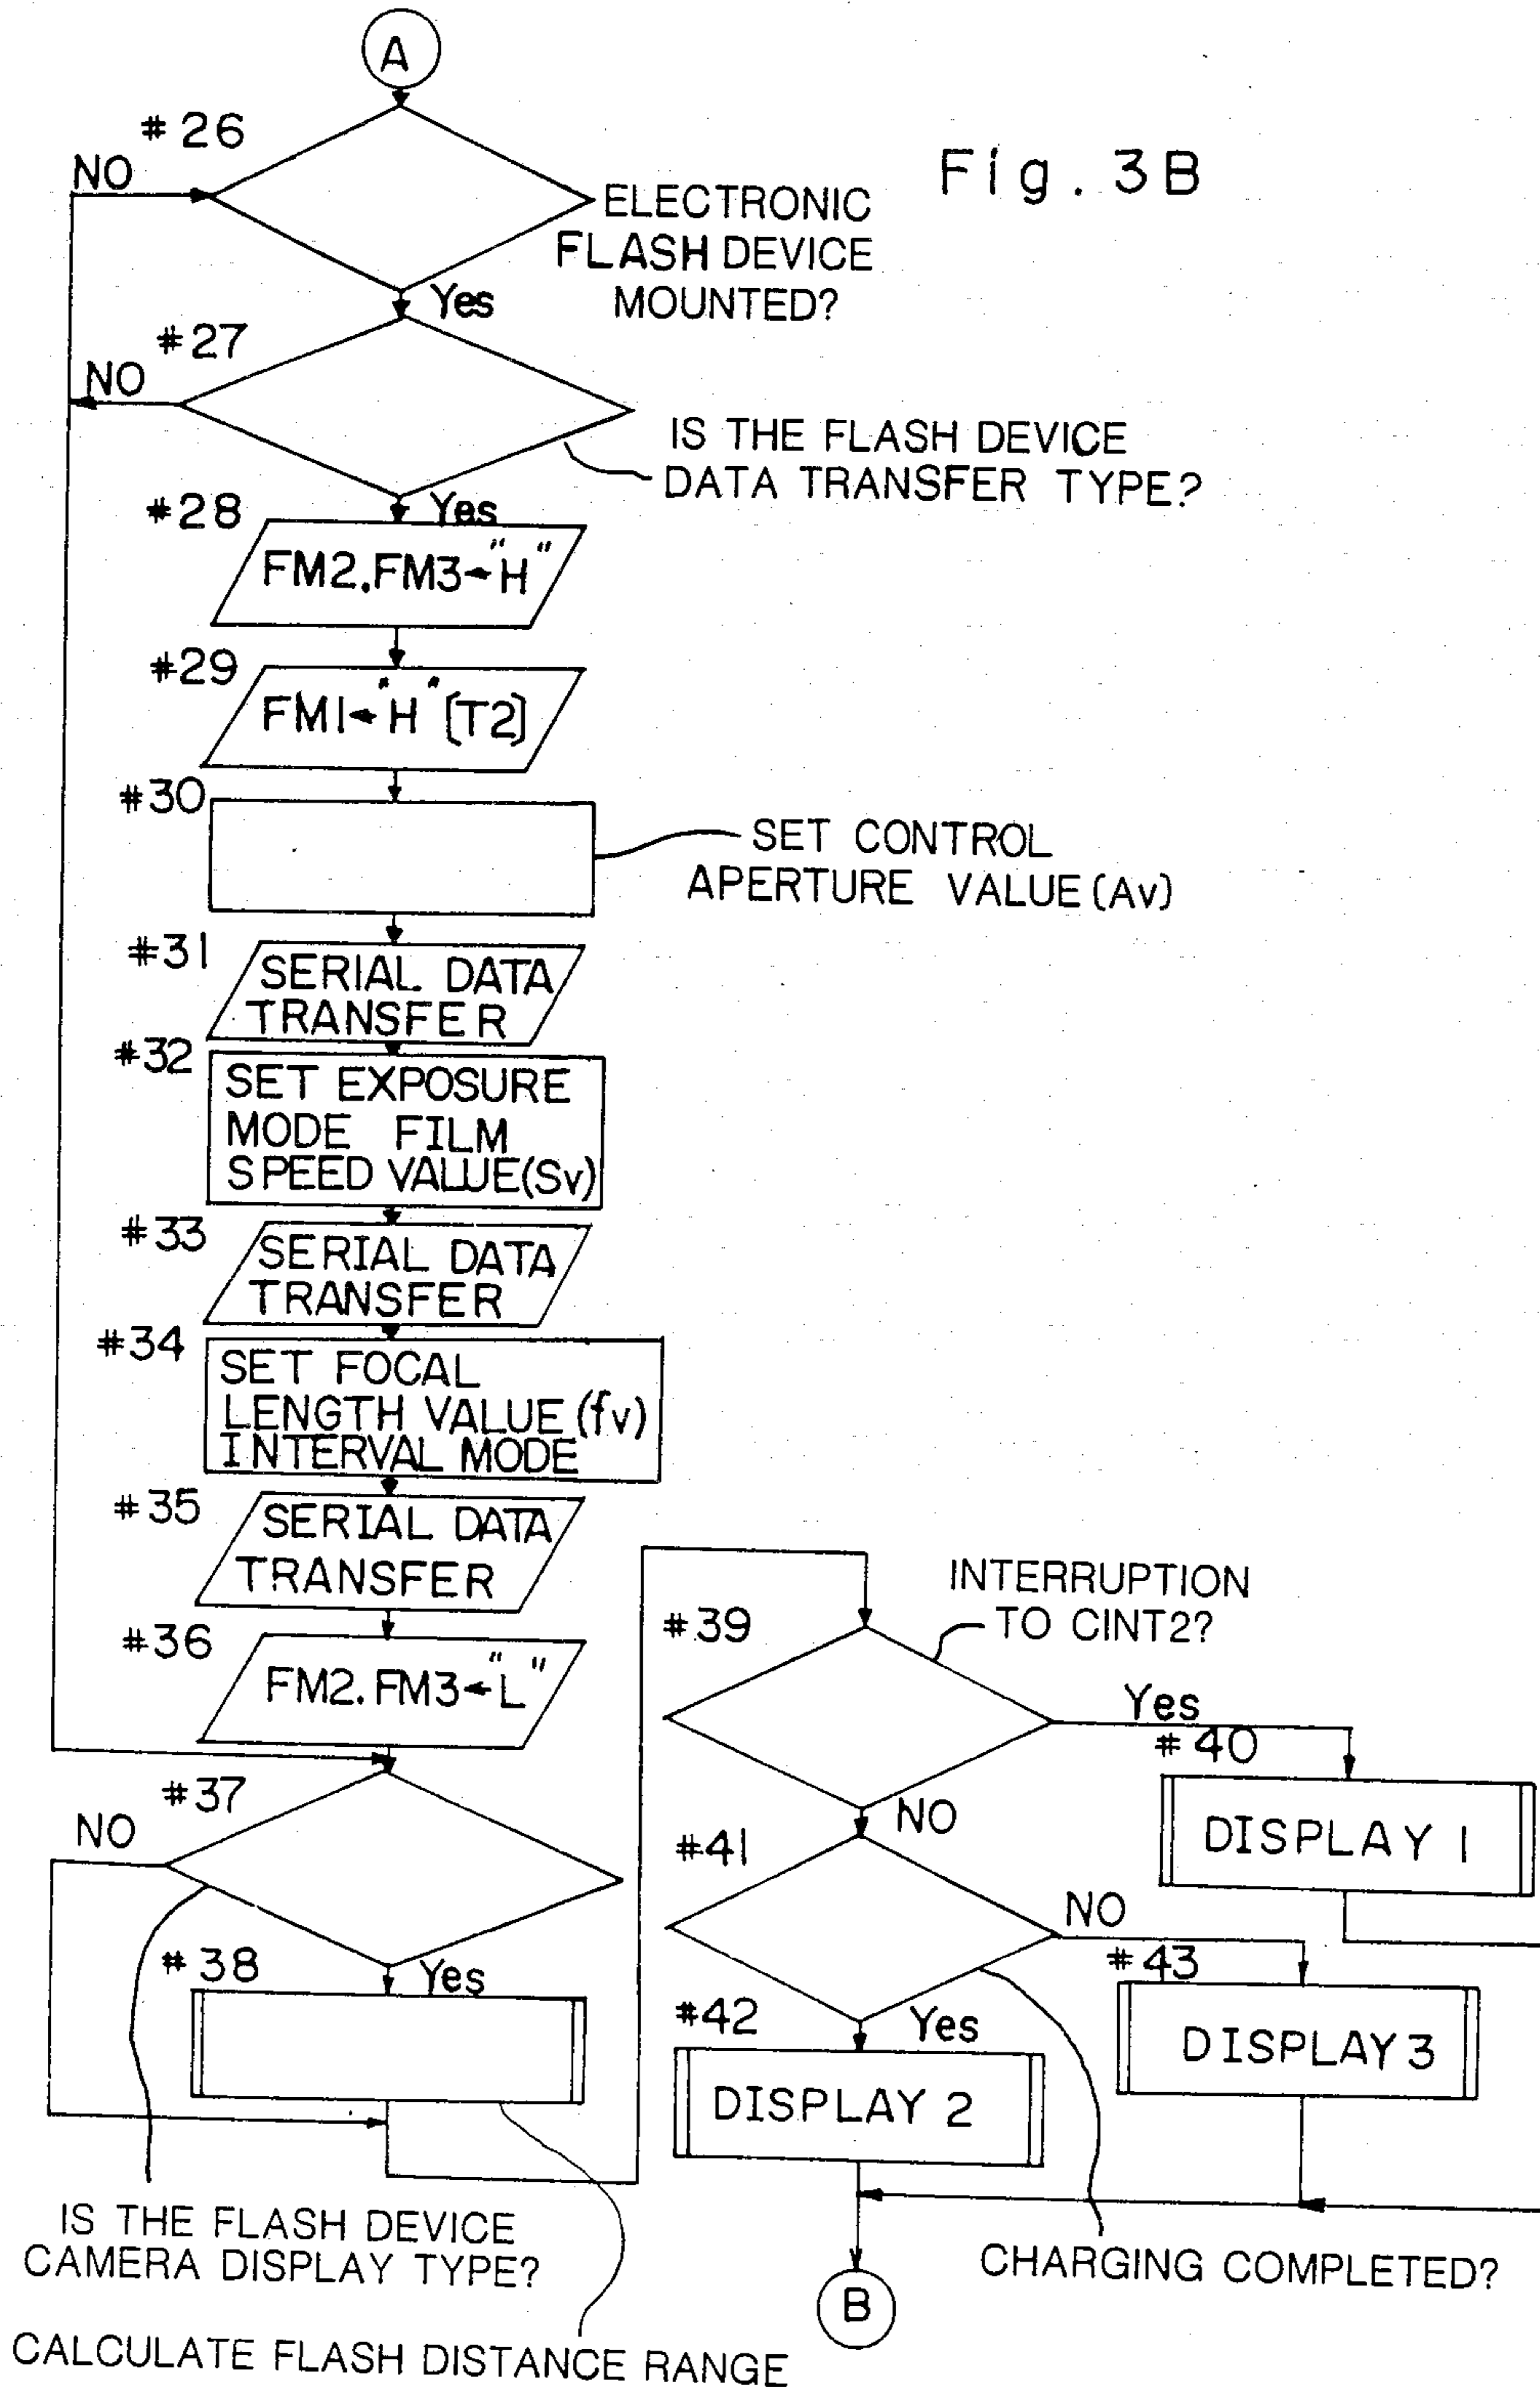 A
Fig. 3B
#26
NO
ELECTRONIC
FLASH DEVICE
MOUNTED?
Yes
#27
NO
IS THE FLASH DEVICE
DATA TRANSFER TYPE?
Yes
#28
FM2.FM3←"H"
#29
FM1←"H"[T2]
#30
SET CONTROL
APERTURE VALUE(Av)
#31
SERIAL DATA
TRANSFER
#32
SET EXPOSURE
MODE FILM
SPEED VALUE(Sv)
#33
SERIAL DATA
TRANSFER
#34
SET FOCAL
LENGTH VALUE(fv)
INTERVAL MODE
#35
SERIAL DATA
TRANSFER
#36
FM2.FM3←"L"
#37
NO
IS THE FLASH DEVICE
CAMERA DISPLAY TYPE?
Yes
#38
CALCULATE FLASH DISTANCE RANGE
#39
INTERRUPTION
TO CINT2?
Yes
#40
DISPLAY 1
NO
#41
NO
#43
DISPLAY 3
CHARGING COMPLETED?
Yes
#42
DISPLAY 2
B